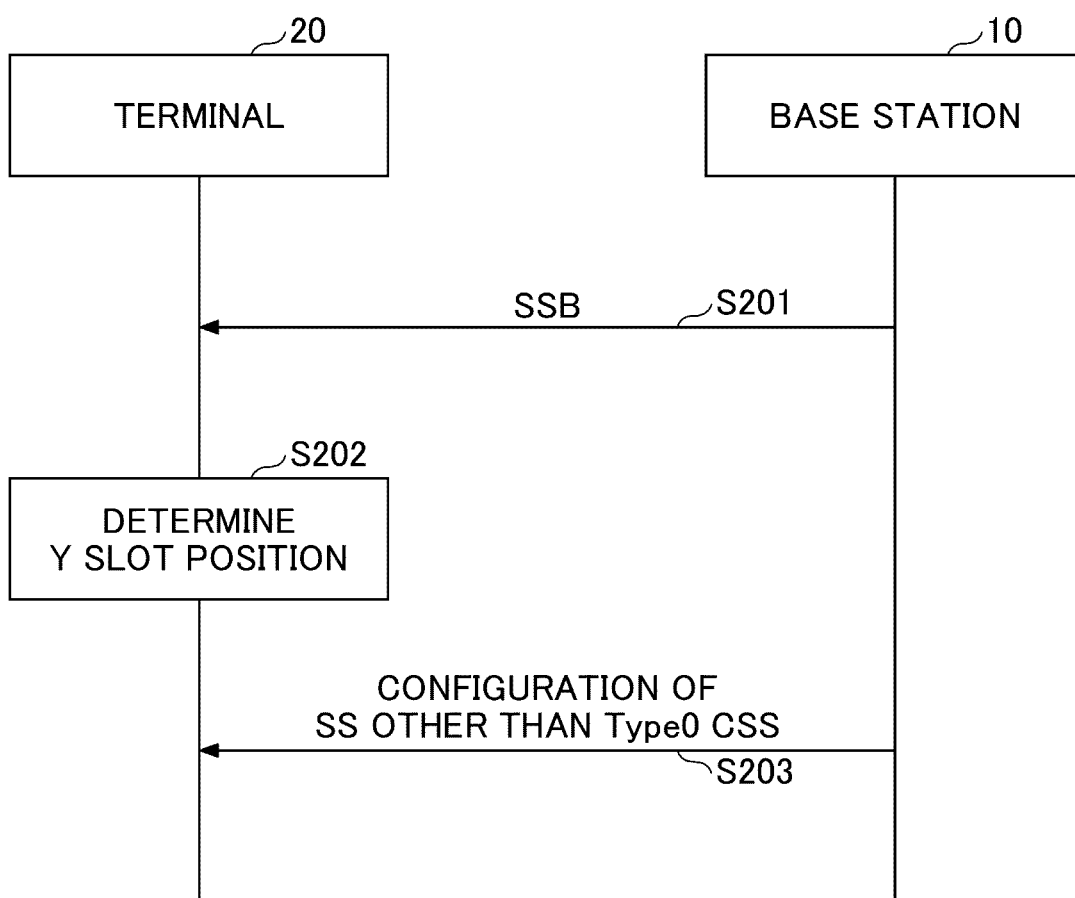 20
10
TERMINAL
BASE STATION
SSB
S201
S202
DETERMINE
Y SLOT POSITION
CONFIGURATION OF
SS OTHER THAN Type0 CSS
S203